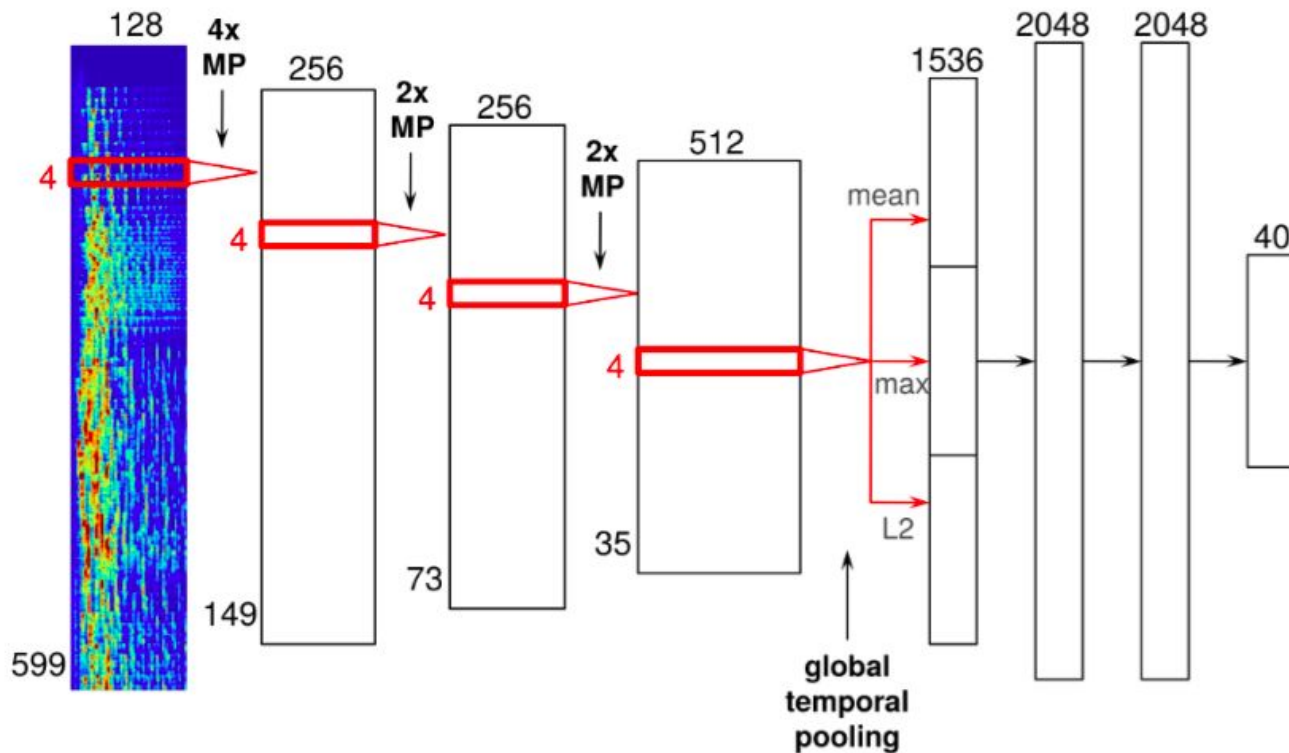 128
4x
MP
256
2x
MP
256
2x
MP
512
1536
2048
2048
40
4
4
4
4
mean
max
L2
599
149
73
35
global
temporal
pooling